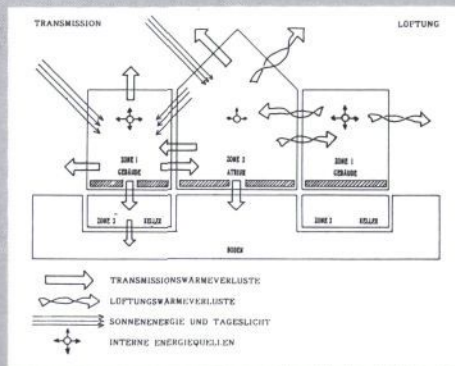 TRANSMISSION
LÜFTUNG
ZONE 1
GEBÄUDE
ZONE 2
ATRIUM
ZONE 1
GEBÄUDE
ZONE 3 KELLER
ZONE 3 KELLER
BODEN
TRANSMISSIONSWÄRMEVERLUSTE
LÜFTUNGSWÄRMEVERLUSTE
SONNENENERGIE UND TAGESLICHT
INTERNE ENERGIEQUELLEN